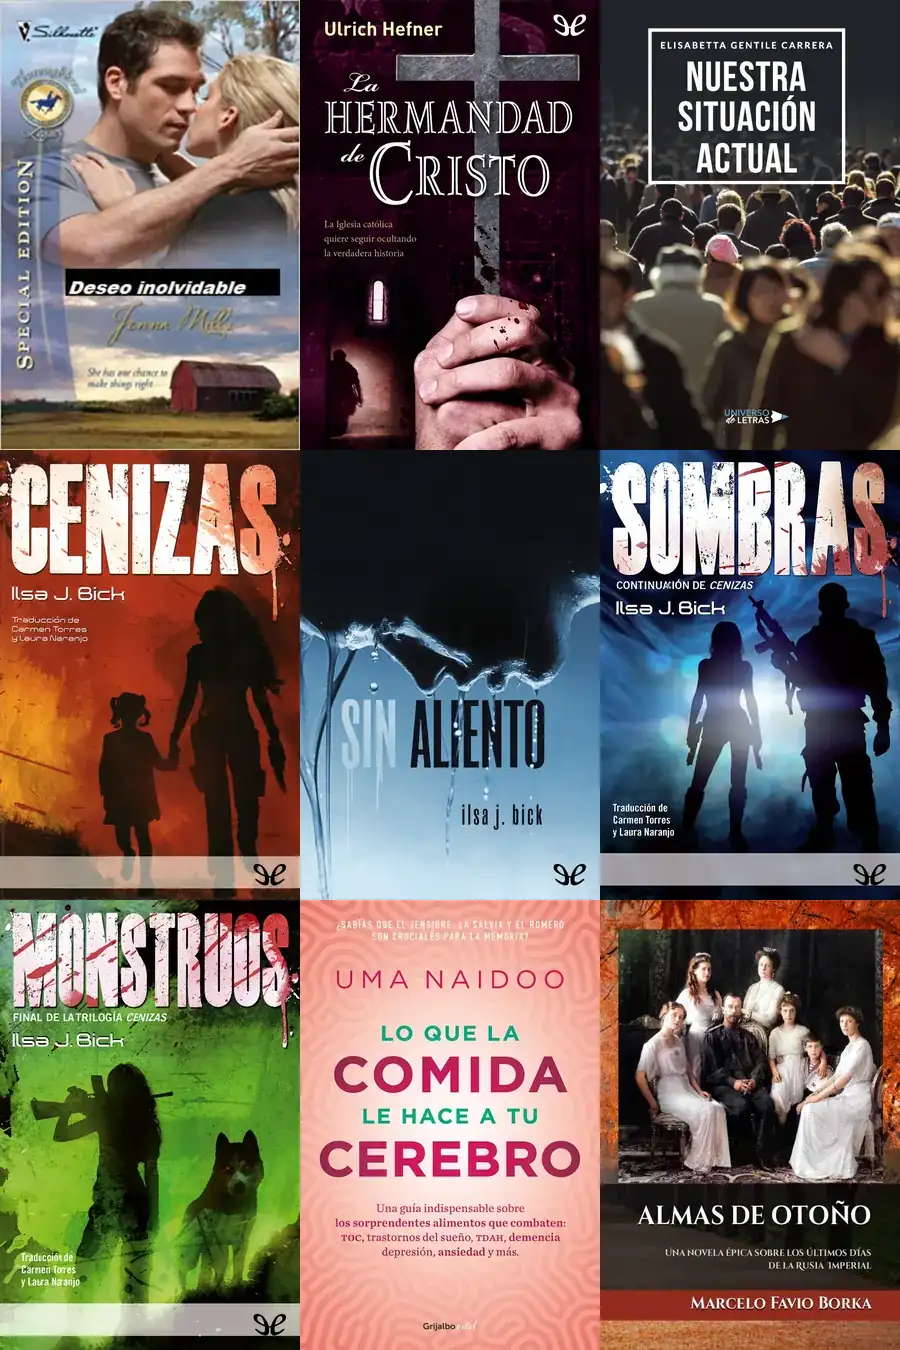 Silhouette
SPECIAL EDITION
Deseo inolvidable
Jenna Mills
She has one chance to
make things right...
Ulrich Hefner
La
HERMANDAD
de
CRISTO
La Iglesia católica
quiere seguir ocultando
la verdadera historia
ELISABETTA GENTILE CARRERA
NUESTRA
SITUACIÓN
ACTUAL
UNIVERSO
de LETRAS
CENIZAS
Ilsa J. Bick
Traducción de
Carmen Torres
y Laura Naranjo
SIN ALIENTO
ilsa j. bick
SOMBRAS
CONTINUACIÓN DE CENIZAS
Ilsa J. Bick
Traducción de
Carmen Torres
y Laura Naranjo
MONSTRUOS
FINAL DE LA TRILOGÍA CENIZAS
Ilsa J. Bick
Traducción de
Carmen Torres
y Laura Naranjo
¿SABÍAS QUE EL JENGIBRE, LA SALVIA Y EL ROMERO
SON CRUCIALES PARA LA MEMORIA?
UMA NAIDOO
LO QUE LA
COMIDA
LE HACE A TU
CEREBRO
Una guía indispensable sobre
los sorprendentes alimentos que combaten:
TOC, trastornos del sueño, TDAH, demencia
depresión, ansiedad y más.
Grijalbo vital
ALMAS DE OTOÑO
UNA NOVELA ÉPICA SOBRE LOS ÚLTIMOS DÍAS
DE LA RUSIA IMPERIAL
MARCELO FAVIO BORKA